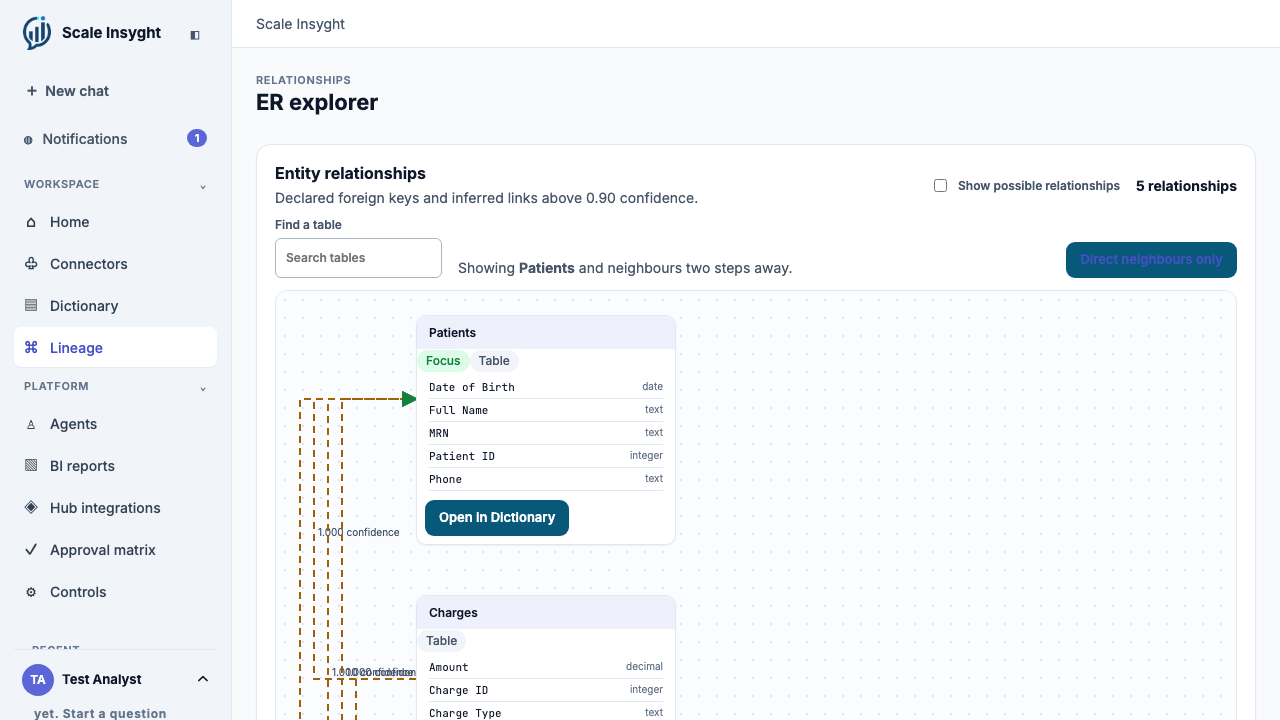 Scale Insyght
New chat
Notifications
1
WORKSPACE
Home
Connectors
Dictionary
Lineage
PLATFORM
Agents
BI reports
Hub integrations
Approval matrix
Controls
RECENT
TA
Test Analyst
yet. Start a question
Scale Insyght
RELATIONSHIPS
ER explorer
Entity relationships
Declared foreign keys and inferred links above 0.90 confidence.
Show possible relationships
5 relationships
Find a table
Search tables
Showing Patients and neighbours two steps away.
Direct neighbours only
Patients
Focus Table
Date of Birth date
Full Name text
MRN text
Patient ID integer
Phone text
Open in Dictionary
1.000 confidence
Charges
Table
Amount decimal
Charge ID integer
Charge Type text